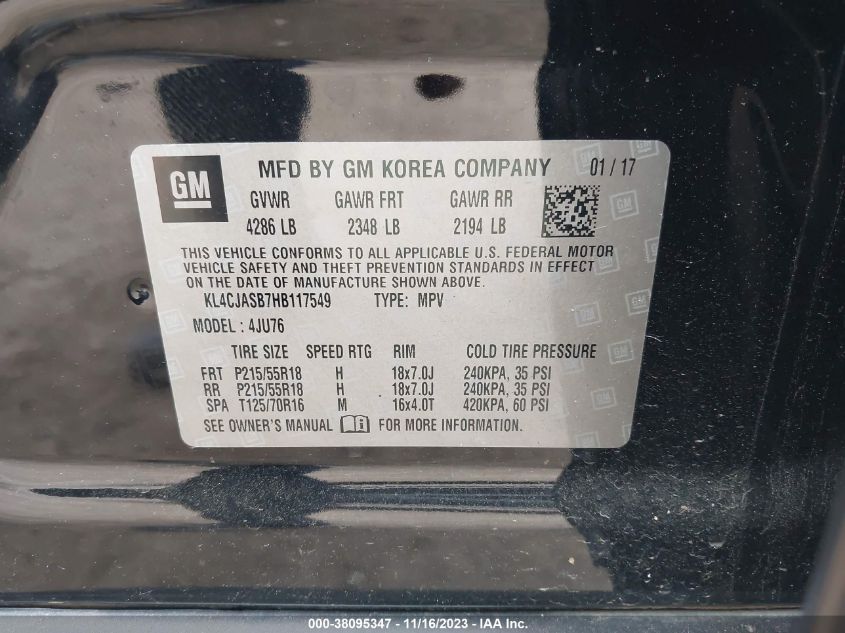 GM
MFD BY GM KOREA COMPANY 01/17
GVWR GAWR FRT GAWR RR
4286 LB 2348 LB 2194 LB
THIS VEHICLE CONFORMS TO ALL APPLICABLE U.S. FEDERAL MOTOR
VEHICLE SAFETY AND THEFT PREVENTION STANDARDS IN EFFECT
ON THE DATE OF MANUFACTURE SHOWN ABOVE.
KL4CJASB7HB117549 TYPE: MPV
MODEL : 4JU76
TIRE SIZE SPEED RTG RIM COLD TIRE PRESSURE
FRT P215/55R18 H 18x7.0J 240KPA, 35 PSI
RR P215/55R18 H 18x7.0J 240KPA, 35 PSI
SPA T125/70R16 M 16x4.0T 420KPA, 60 PSI
SEE OWNER'S MANUAL FOR MORE INFORMATION.
000-38095347 - 11/16/2023 - IAA Inc.